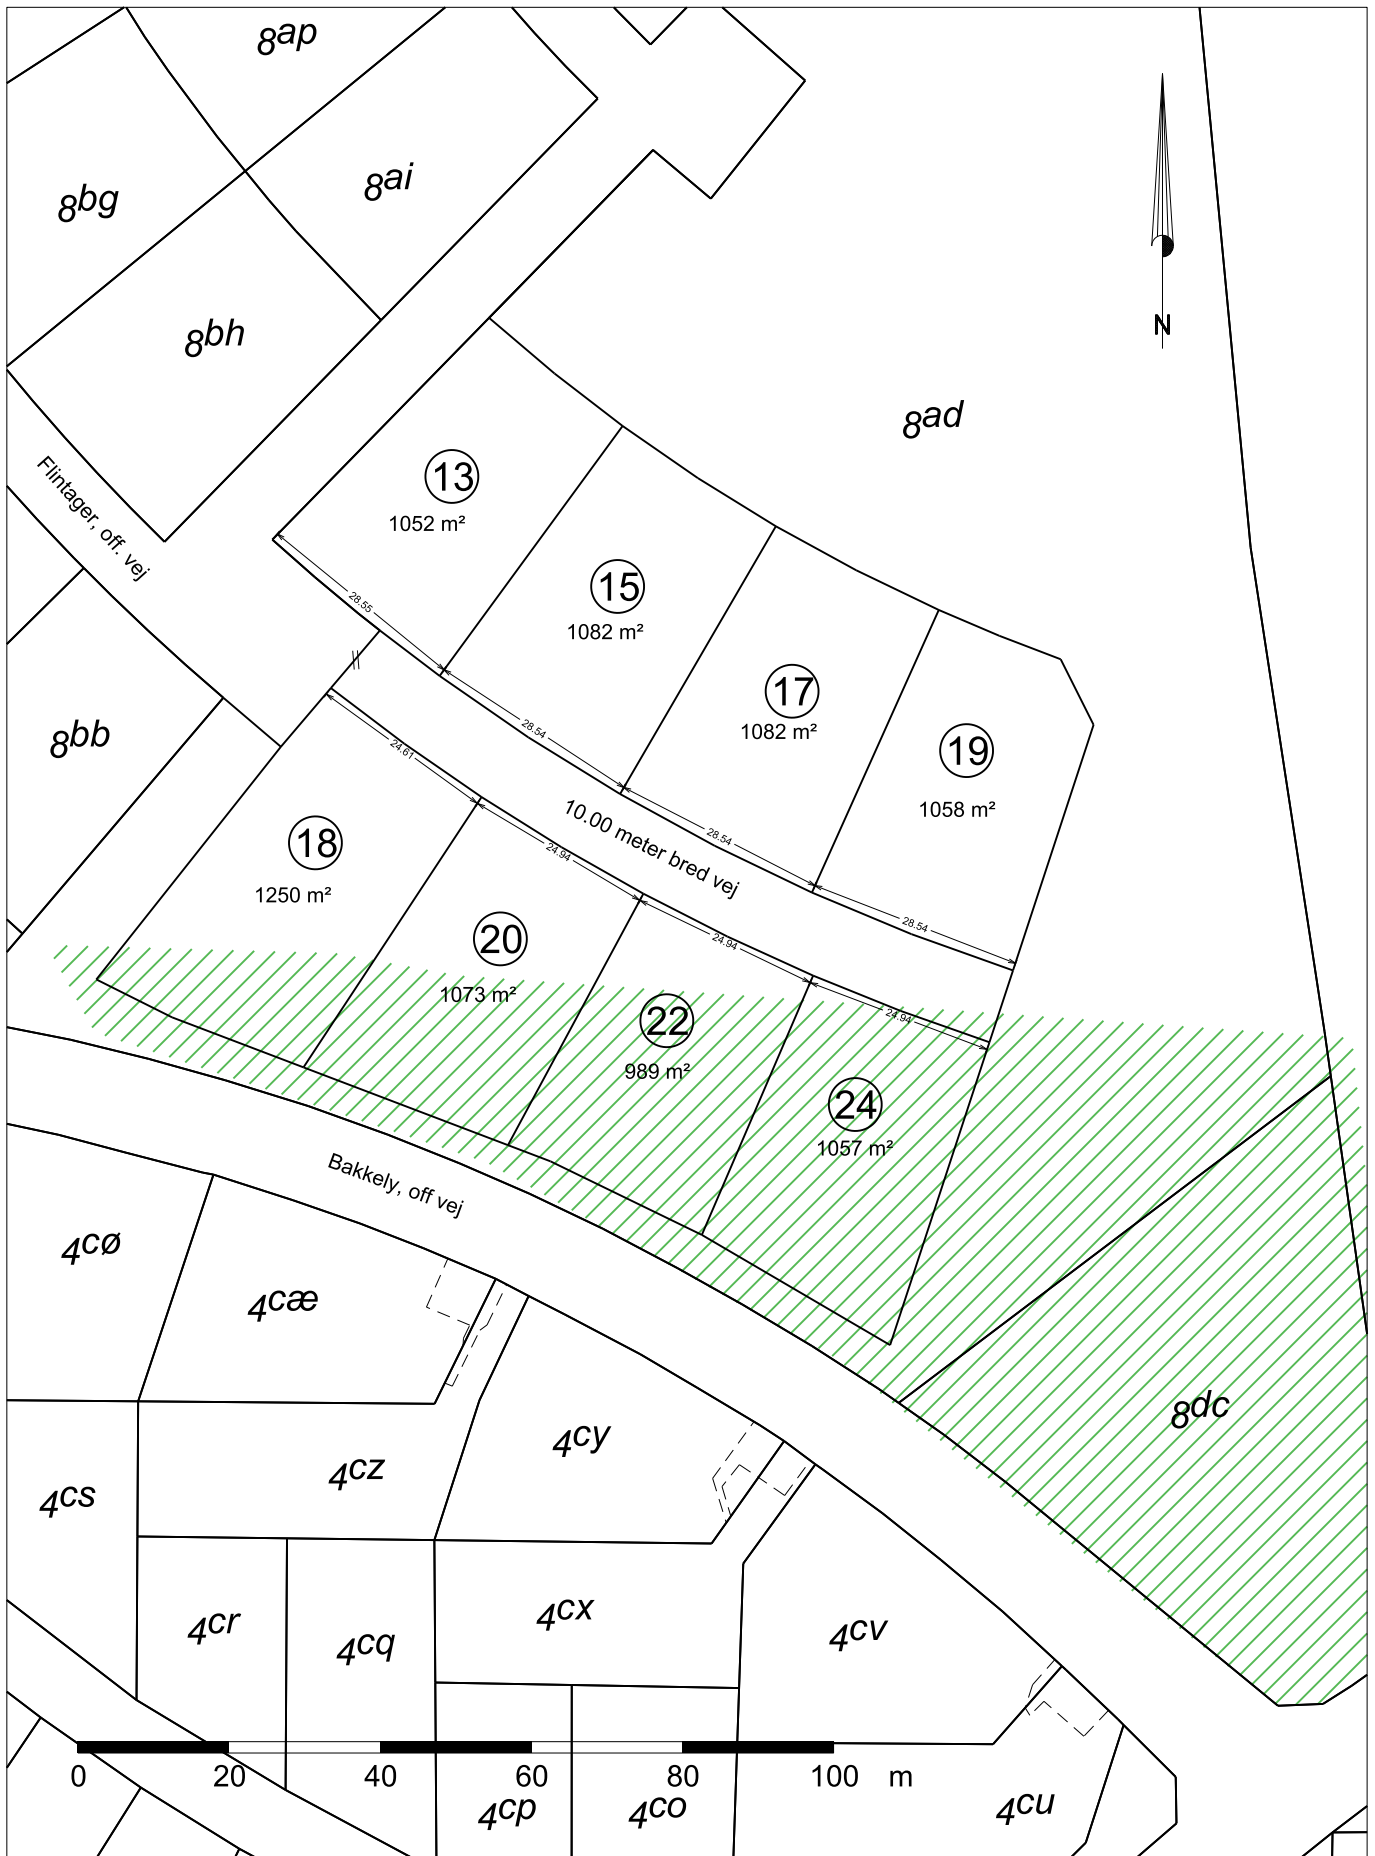 8ap
8bg
8ai
8bh
N
8ad
Flintager, off. vej
13
1052 m²
15
1082 m²
17
1082 m²
19
1058 m²
28.55
28.54
28.54
28.54
8bb
24.61
24.94
24.94
24.94
10.00 meter bred vej
18
1250 m²
20
1073 m²
22
989 m²
24
1057 m²
Bakkely, off vej
4cø
4cæ
8dc
4cy
4cz
4cs
4cx
4cr
4cq
4cv
0 20 40 60 80 100 m
4cp
4co
4cu